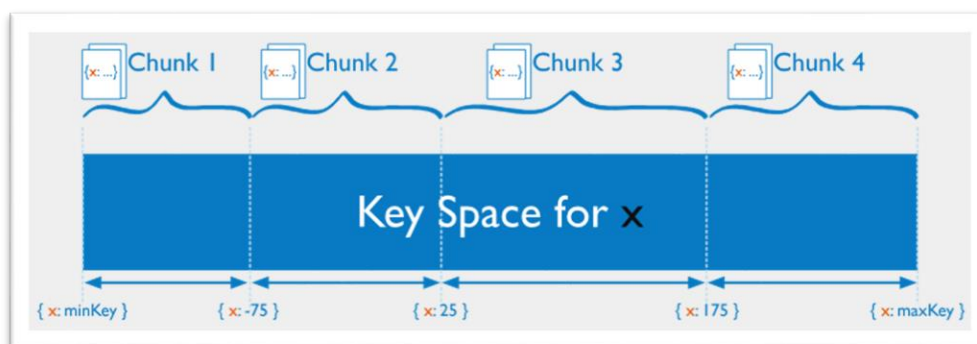 {x: ...} Chunk 1 {x: ...} Chunk 2 {x: ...} Chunk 3 {x: ...} Chunk 4
Key Space for x
{ x: minKey } { x: -75 } { x: 25 } { x: 175 } { x: maxKey }